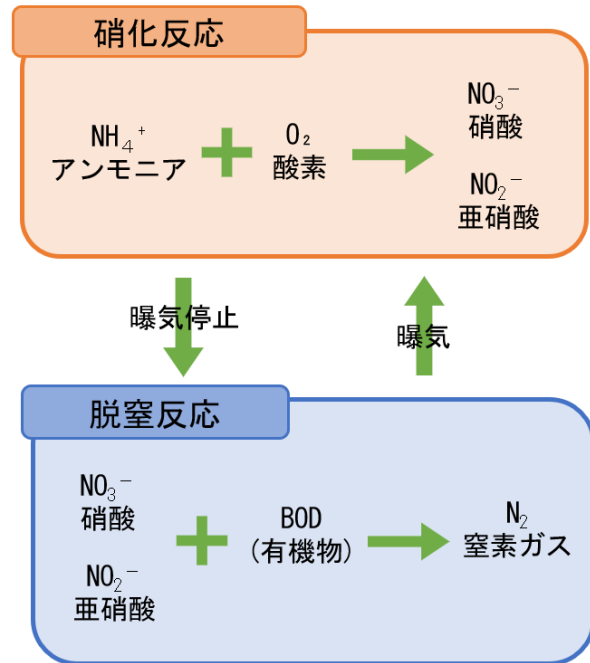 硝化反応
NH₄⁺
アンモニア
O₂
酸素
NO₃⁻
硝酸
NO₂⁻
亜硝酸
曝気停止
曝気
脱窒反応
NO₃⁻
硝酸
NO₂⁻
亜硝酸
BOD
(有機物)
N₂
窒素ガス